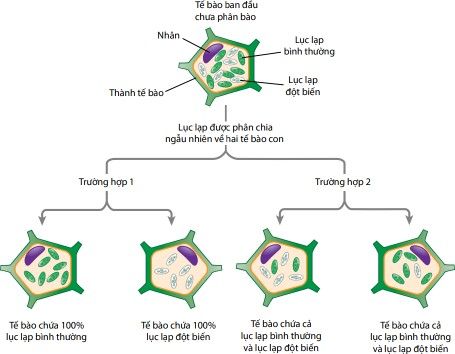 Tế bào ban đầu
chưa phân bào
Nhân
Lục lạp
bình thường
Lục lạp
đột biến
Thành tế bào
Lục lạp được phân chia
ngẫu nhiên về hai tế bào con
Trường hợp 1
Trường hợp 2
Tế bào chứa 100%
lục lạp bình thường
Tế bào chứa 100%
lục lạp đột biến
Tế bào chứa cả
lục lạp bình thường
và lục lạp đột biến
Tế bào chứa cả
lục lạp bình thường
và lục lạp đột biến